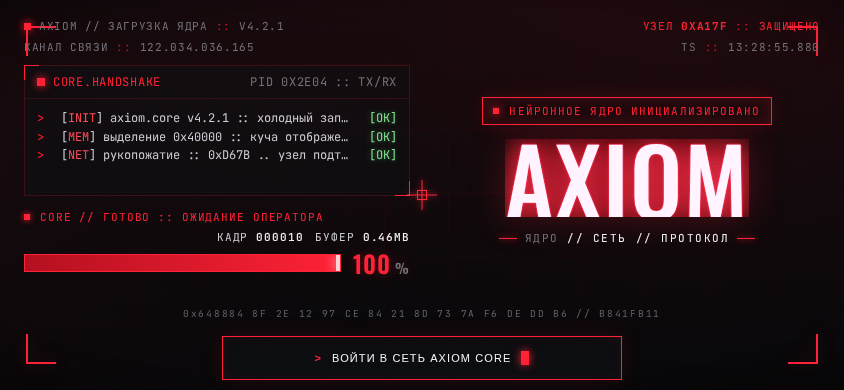 AXIOM // ЗАГРУЗКА ЯДРА :: V4.2.1
КАНАЛ СВЯЗИ :: 122.034.036.165
УЗЕЛ 0XA17F :: ЗАЩИЩЕНО
TS :: 13:28:55.880
CORE.HANDSHAKE PID 0X2E04 :: TX/RX
> [INIT] axiom.core v4.2.1 :: холодный зап… [OK]
> [MEM] выделение 0x40000 :: куча отображе… [OK]
> [NET] рукопожатие :: 0xD67B .. узел подт… [OK]
CORE // ГОТОВО :: ОЖИДАНИЕ ОПЕРАТОРА
КАДР 000010 БУФЕР 0.46MB
100 %
НЕЙРОННОЕ ЯДРО ИНИЦИАЛИЗИРОВАНО
AXIOM
ЯДРО // СЕТЬ // ПРОТОКОЛ
0x648884 8F 2E 12 97 CE 84 21 8D 73 7A F6 DE DD B6 // B841FB11
> ВОЙТИ В СЕТЬ AXIOM CORE